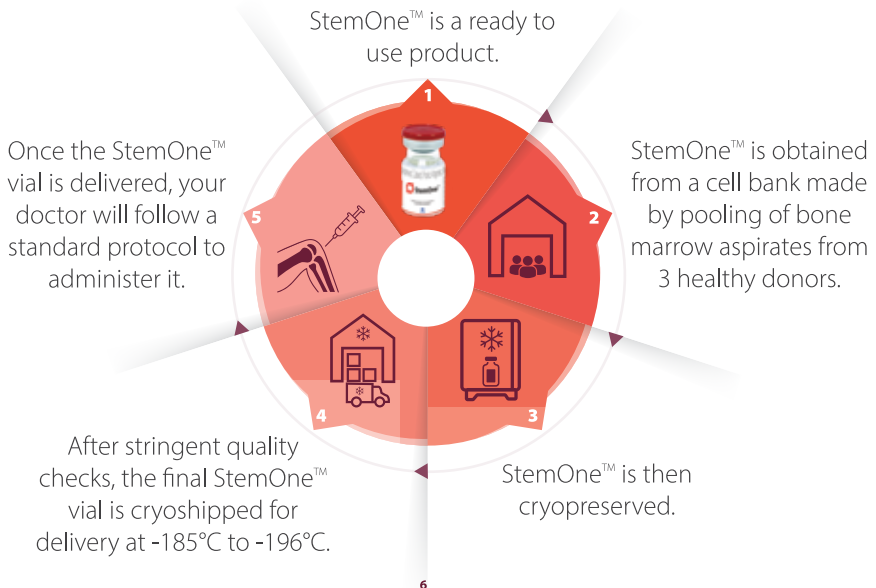 StemOne™ is a ready to
use product.
1
StemOne™ is obtained
from a cell bank made
by pooling of bone
marrow aspirates from
3 healthy donors.
2
StemOne™ is then
cryopreserved.
3
After stringent quality
checks, the final StemOne™
vial is cryoshipped for
delivery at -185°C to -196°C.
4
Once the StemOne™
vial is delivered, your
doctor will follow a
standard protocol to
administer it.
5
StemOne
6